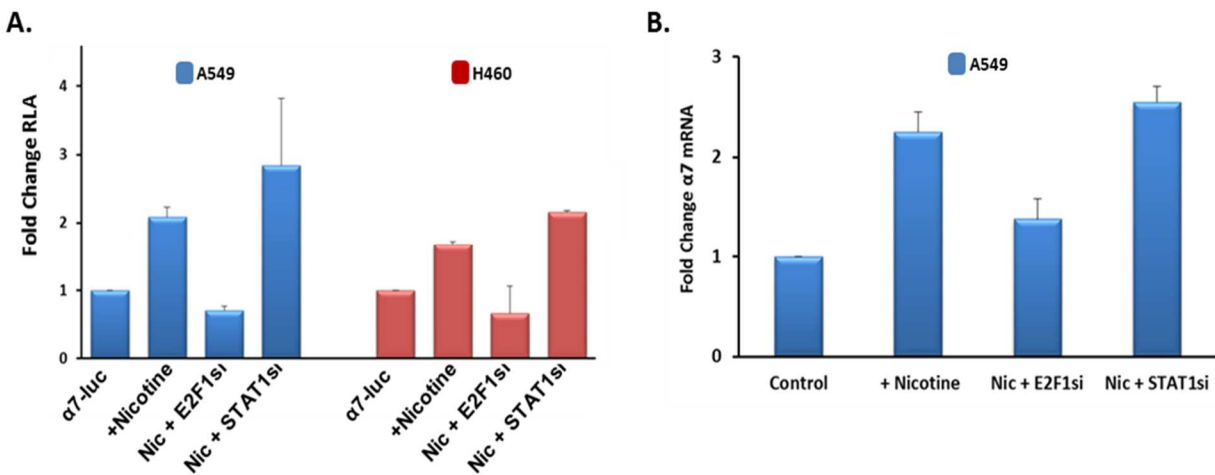 A.
A549
H460
Fold Change RLA
4
3
2
1
0
α7-luc
+Nicotine
Nic + E2F1si
Nic + STAT1si
α7-luc
+Nicotine
Nic + E2F1si
Nic + STAT1si
B.
A549
Fold Change α7 mRNA
3
2
1
0
Control
+ Nicotine
Nic + E2F1si
Nic + STAT1si